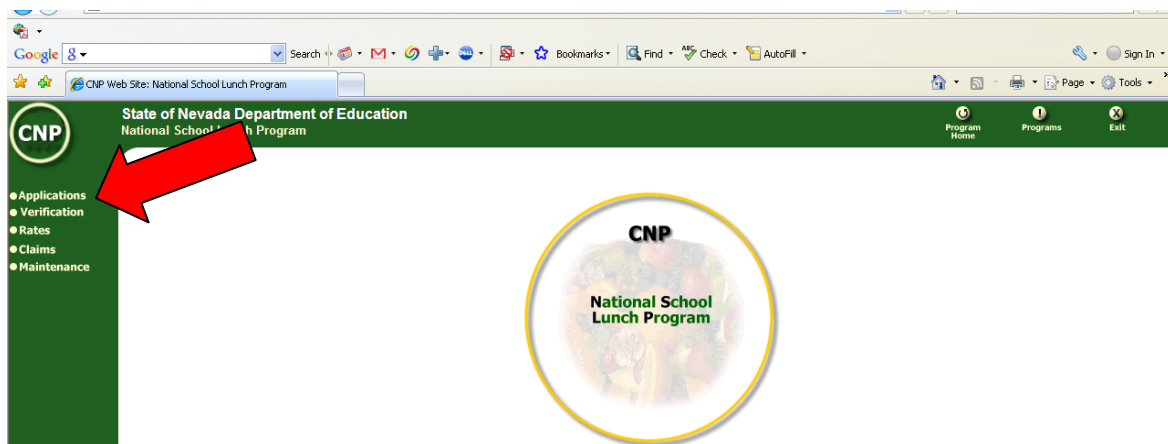 Google g Search Bookmarks Find ABC Check AutoFill Sign In
CNP Web Site: National School Lunch Program Page Tools
CNP
State of Nevada Department of Education
National School Program
Program Home
Programs
Exit
Applications
Verification
Rates
Claims
Maintenance
CNP
National School
Lunch Program